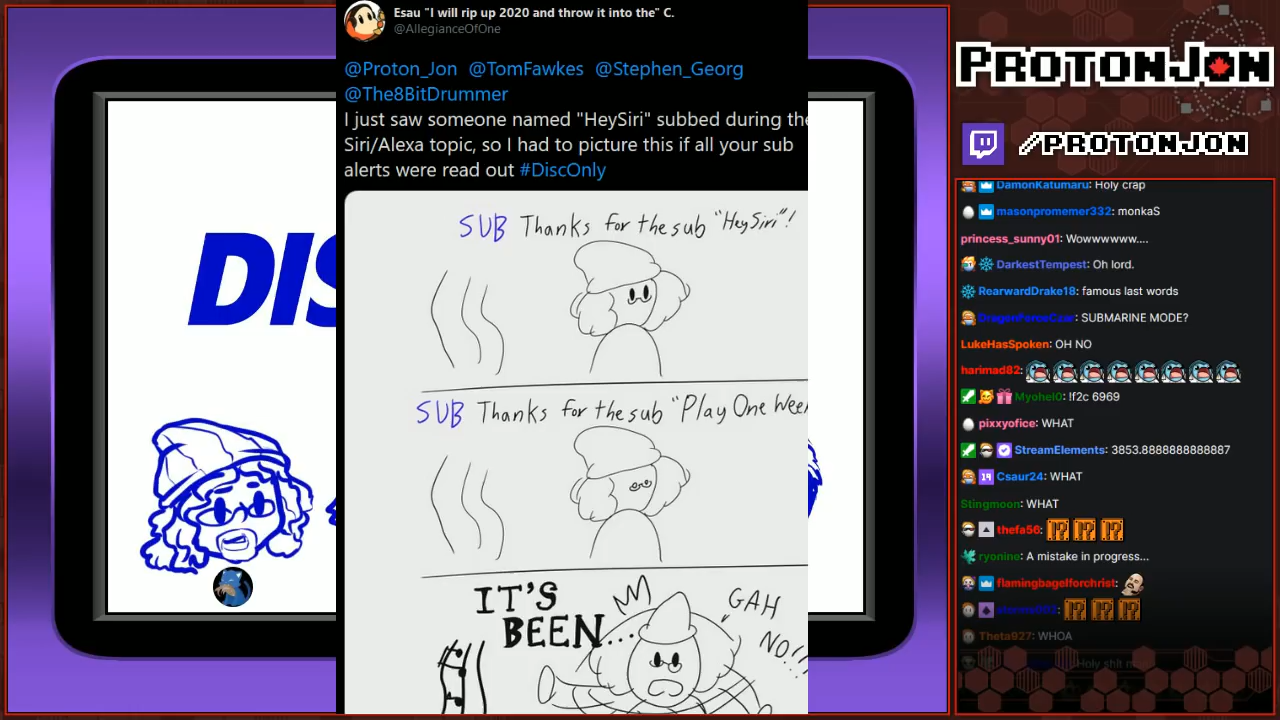 Esau "I will rip up 2020 and throw it into the" C.
@AllegianceOfOne
@Proton_Jon @TomFawkes @Stephen_Georg
@The8BitDrummer
I just saw someone named "HeySiri" subbed during the
Siri/Alexa topic, so I had to picture this if all your sub
alerts were read out #DiscOnly
SUB Thanks for the sub "HeySiri"!
SUB Thanks for the sub "Play One Week
IT'S
BEEN...
GAH
NO!!
DIS
PROTONJON
/PROTONJON
DamonKatumaru: Holy crap
masonpromemer332: monkaS
princess_sunny01: Wowwwwww....
DarkestTempest: Oh lord.
RearwardDrake18: famous last words
DragonForceCsar: SUBMARINE MODE?
LukeHasSpoken: OH NO
harimad82:
Myohel0: !f2c 6969
pixxyofice: WHAT
StreamElements: 3853.8888888888887
Csaur24: WHAT
Stingmoon: WHAT
thefa56:
ryonine: A mistake in progress...
flamingbagelforchrist:
Theta927: WHOA